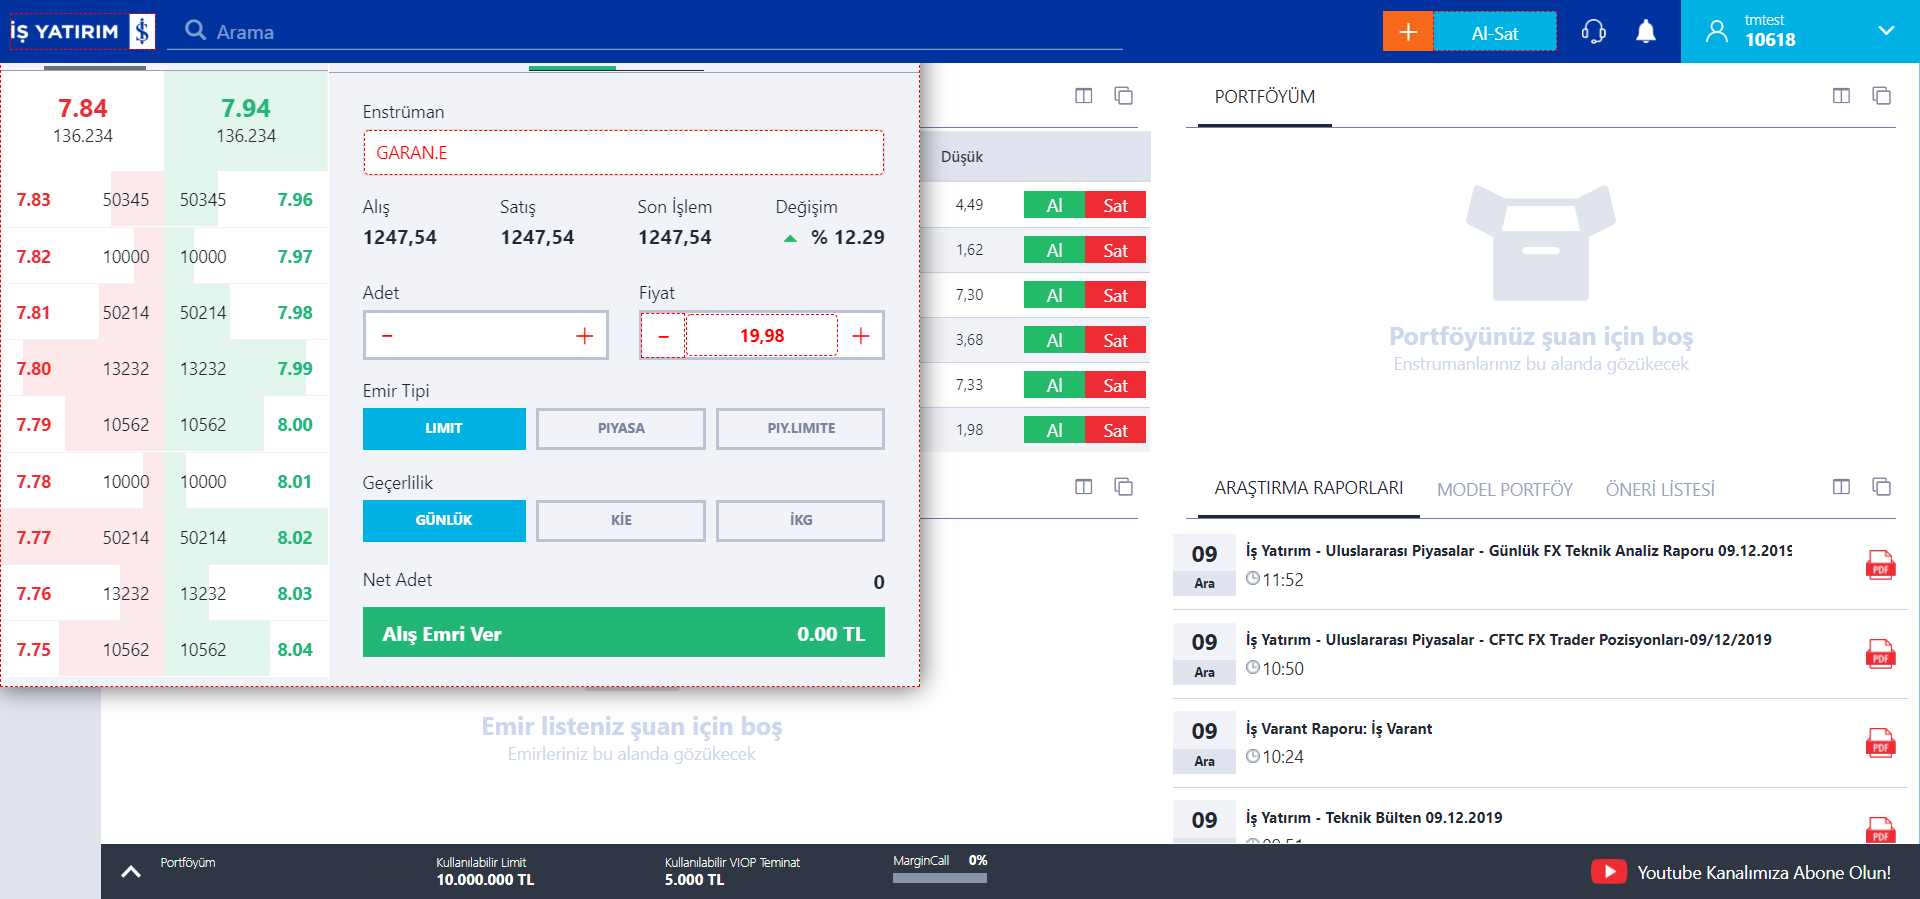 İŞ YATIRIM
Arama
Al-Sat
tmtest
10618
7.84 7.94
136.234 136.234
7.83 50345 50345 7.96
7.82 10000 10000 7.97
7.81 50214 50214 7.98
7.80 13232 13232 7.99
7.79 10562 10562 8.00
7.78 10000 10000 8.01
7.77 50214 50214 8.02
7.76 13232 13232 8.03
7.75 10562 10562 8.04
Enstrüman
GARAN.E
Alış Satış Son İşlem Değişim
1247,54 1247,54 1247,54 % 12.29
Adet Fiyat
- + - 19,98 +
Emir Tipi
LIMIT PIYASA PIY.LIMITE
Geçerlilik
GÜNLÜK KİE İKG
Net Adet 0
Alış Emri Ver 0.00 TL
Düşük
4,49 Al Sat
1,62 Al Sat
7,30 Al Sat
3,68 Al Sat
7,33 Al Sat
1,98 Al Sat
Emir listeniz şuan için boş
Emirleriniz bu alanda gözükecek
PORTFÖYÜM
Portföyünüz şuan için boş
Enstrumanlarınız bu alanda gözükecek
ARAŞTIRMA RAPORLARI MODEL PORTFÖY ÖNERİ LİSTESİ
09 Ara
İş Yatırım - Uluslararası Piyasalar - Günlük FX Teknik Analiz Raporu 09.12.2019
11:52
PDF
09 Ara
İş Yatırım - Uluslararası Piyasalar - CFTC FX Trader Pozisyonları-09/12/2019
10:50
PDF
09 Ara
İş Varant Raporu: İş Varant
10:24
PDF
09
İş Yatırım - Teknik Bülten 09.12.2019
PDF
Portföyüm
Kullanılabilir Limit
10.000.000 TL
Kullanılabilir VIOP Teminat
5.000 TL
MarginCall 0%
Youtube Kanalımıza Abone Olun!